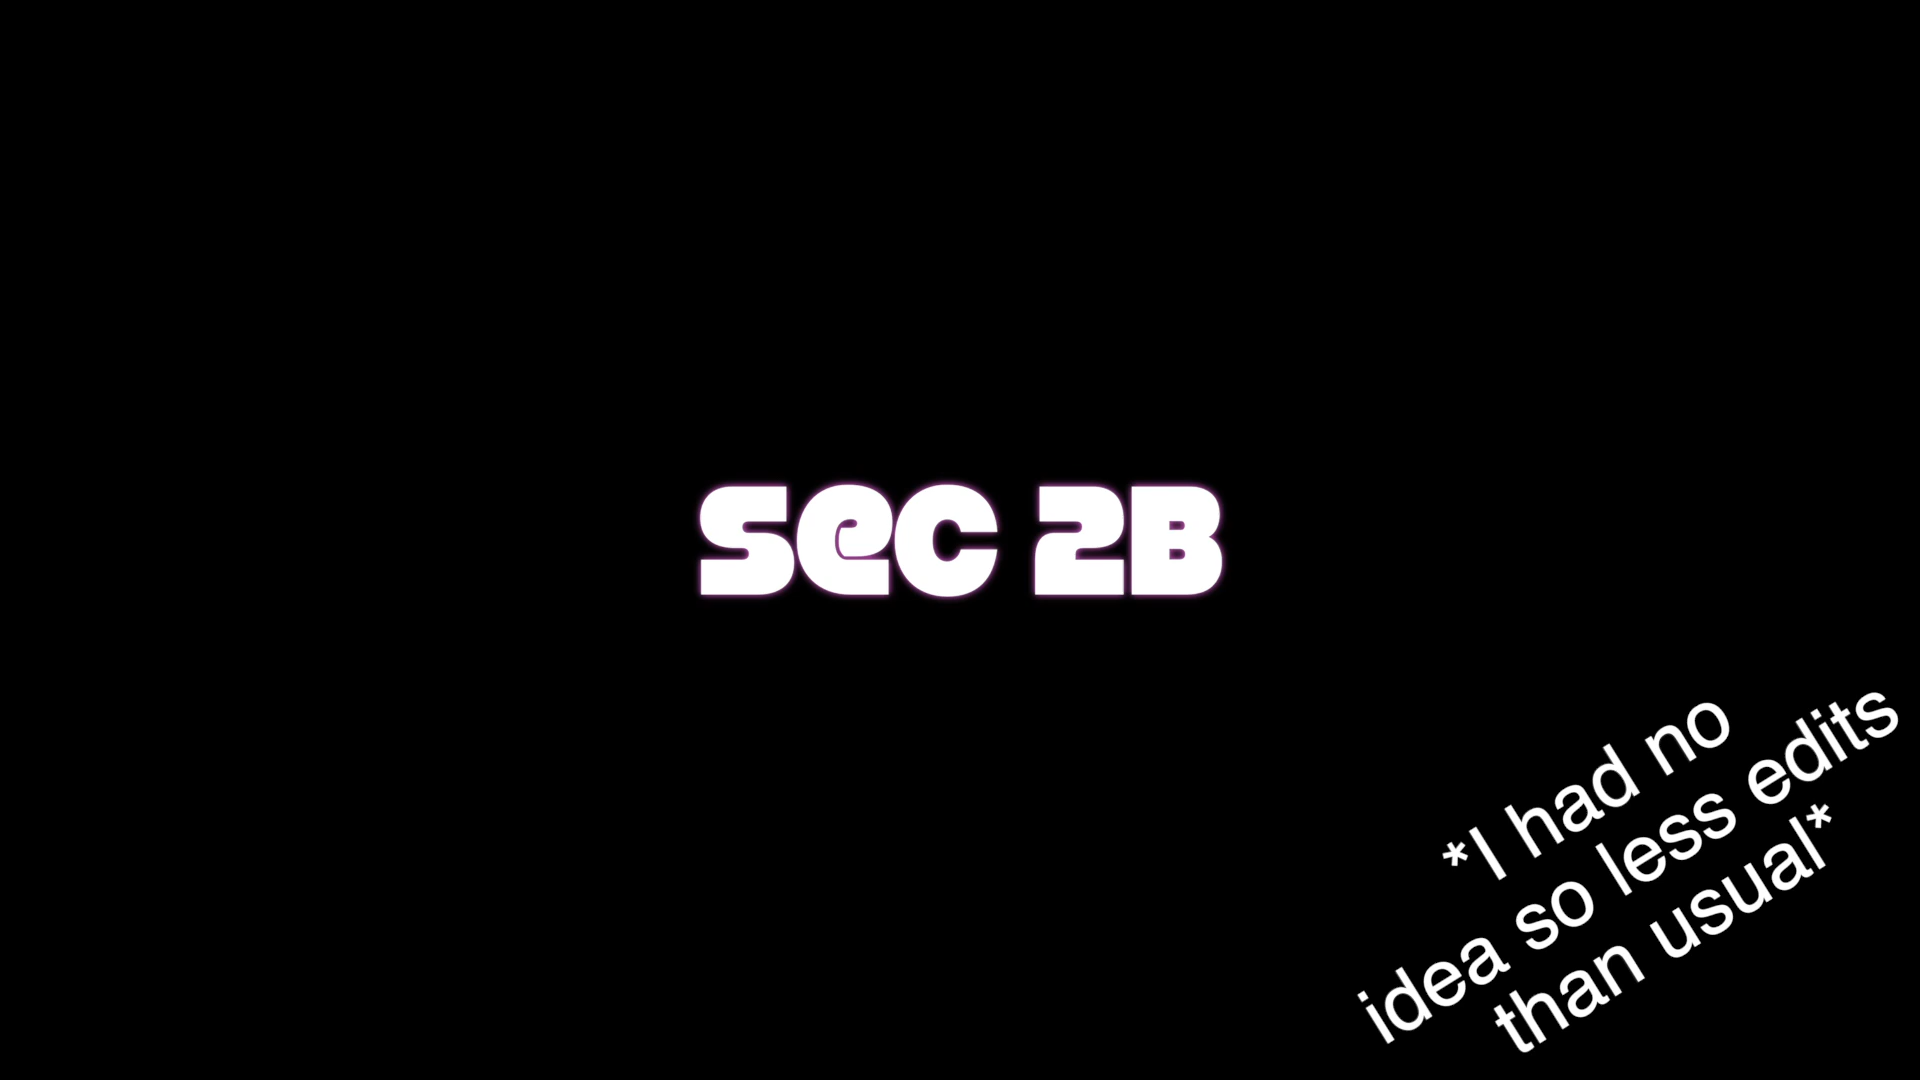 SEC 2B
*I had no
idea so less edits
than usual*